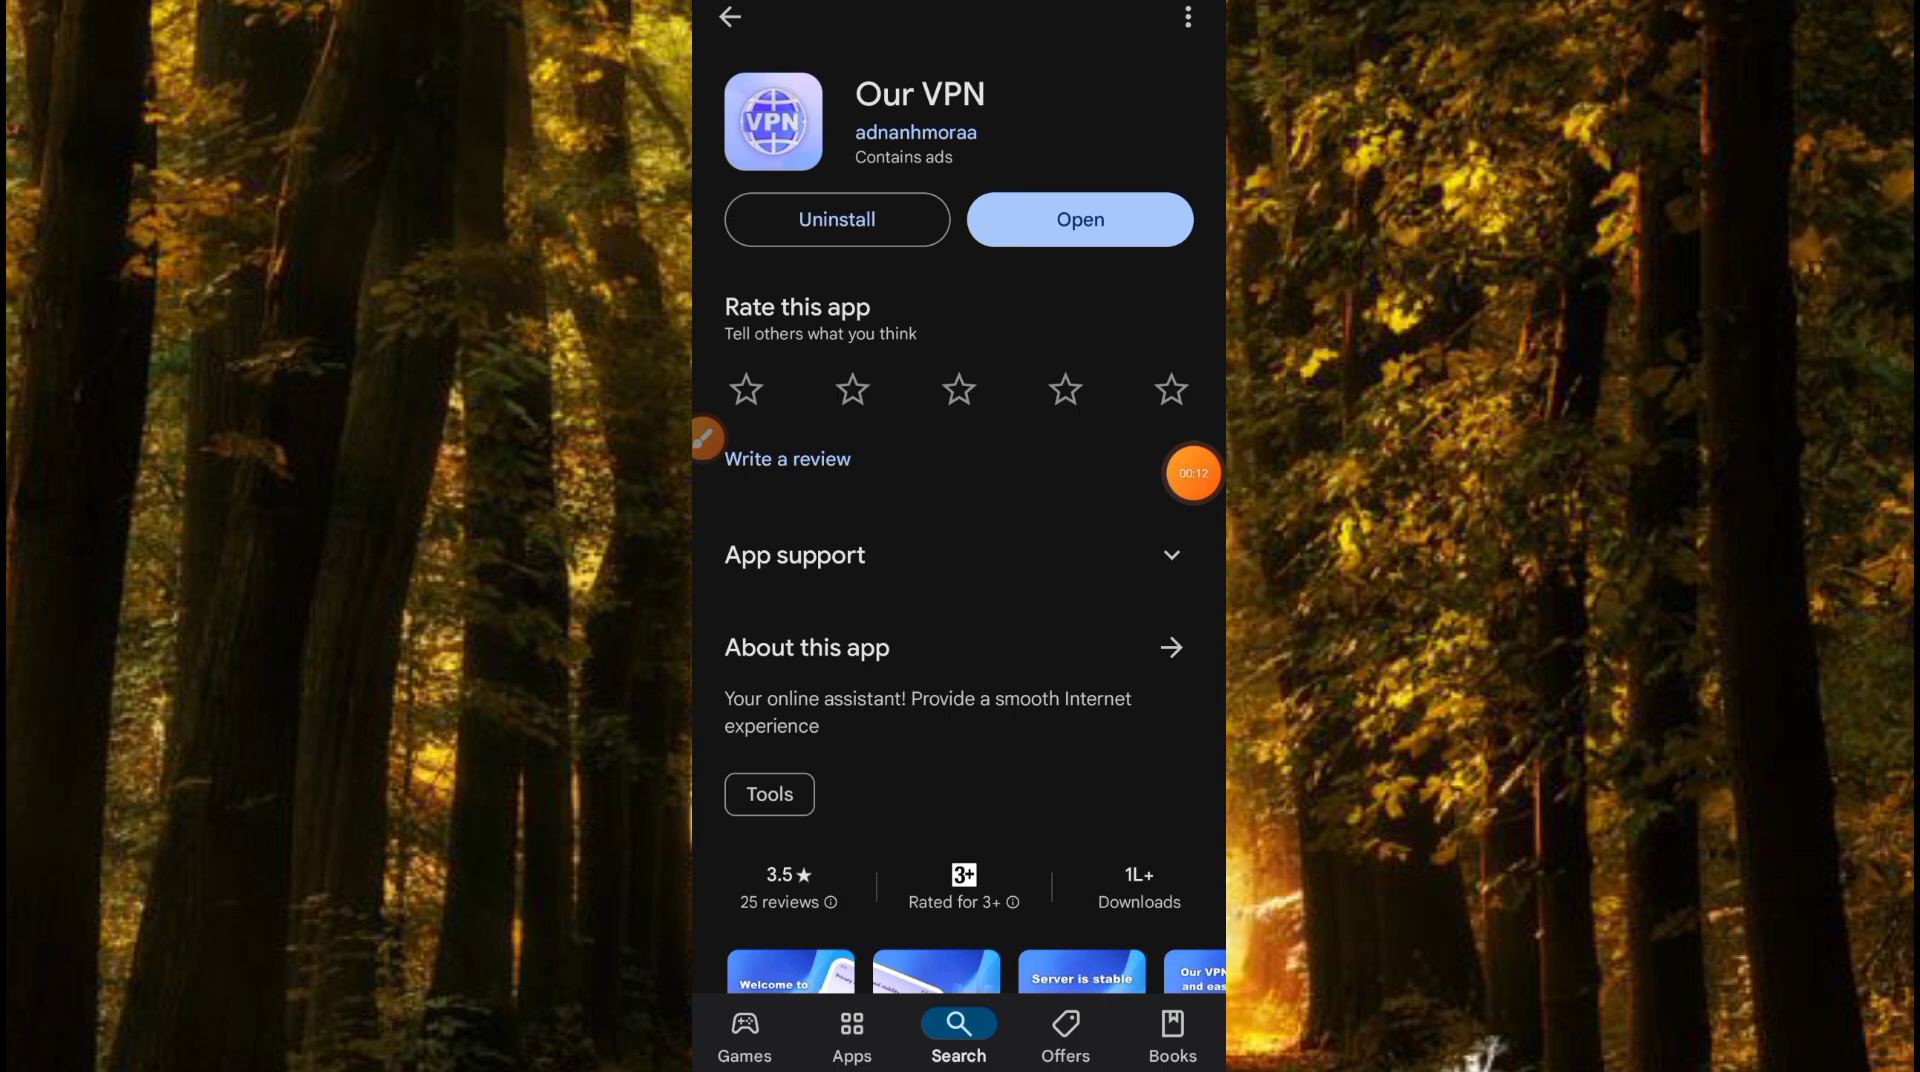 VPN
Our VPN
adnanhmoraa
Contains ads
Uninstall
Open
Rate this app
Tell others what you think
Write a review
00:12
App support
About this app
Your online assistant! Provide a smooth Internet
experience
Tools
3.5★
3+
1L+
25 reviews
Rated for 3+
Downloads
Welcome to
Server is stable
Our VPN
and eas
Games
Apps
Search
Offers
Books